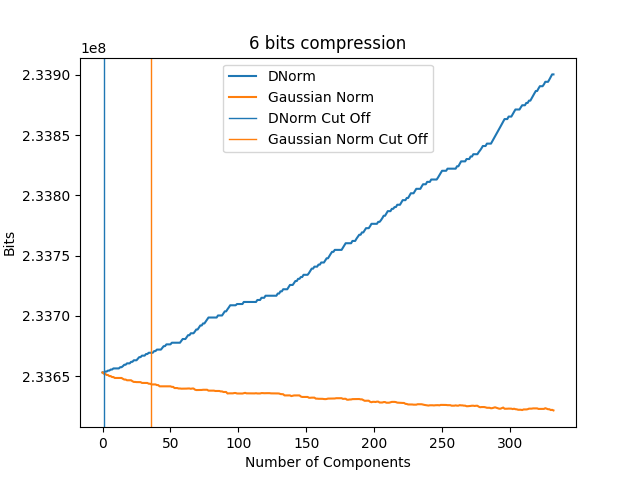 6 bits compression
1e8
2.3390
2.3385
2.3380
2.3375
2.3370
2.3365
Bits
DNorm
Gaussian Norm
DNorm Cut Off
Gaussian Norm Cut Off
0 50 100 150 200 250 300
Number of Components